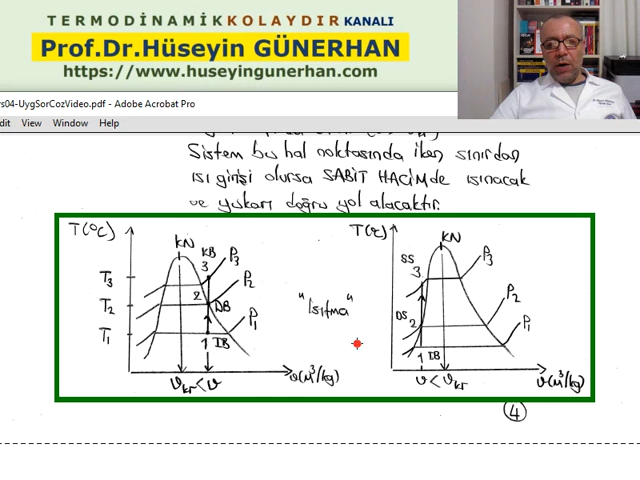 TERMODİNAMİKKOLAYDIR KANALI
Prof.Dr.Hüseyin GÜNERHAN
https://www.huseyingunerhan.com
rs04-UygSorCozVideo.pdf - Adobe Acrobat Pro
dit View Window Help
Sistem bu hal noktasında iken sınırdan
ısı girişi olursa SABİT HACİMde ısınacak
ve yukarı doğru yol alacaktır.
T(°C)
KN
KB
3
P3
T3
P2
T2
2
DB
P1
T1
1
IB
νkr < ν
ν(m³/kg)
"Isıtma"
T(°C)
KN
SS
3
P3
P2
DS
2
P1
1
IB
ν < νkr
ν(m³/kg)
4